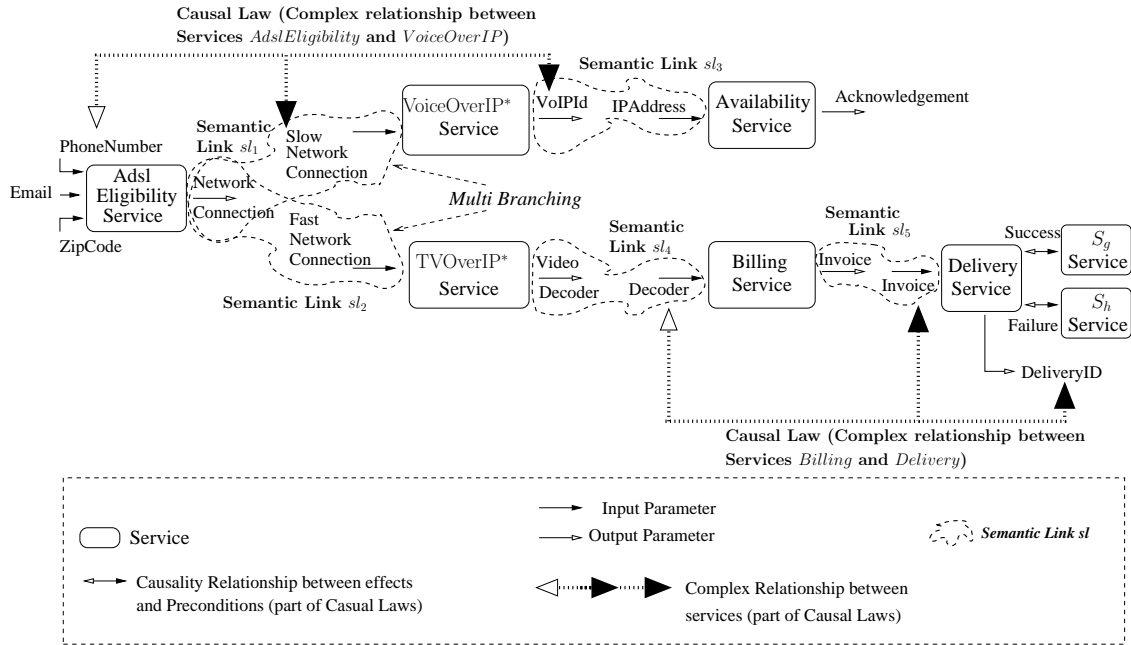 Causal Law (Complex relationship between
Services AdslEligibility and VoiceOverIP)
Semantic Link sl3
VoiceOverIP*
Service
VoIPId
IPAddress
Availability
Service
Acknowledgement
Semantic
Link sl1
Slow
Network
Connection
PhoneNumber
Email
ZipCode
Adsl
Eligibility
Service
Network
Connection
Multi Branching
Fast
Network
Connection
Semantic Link sl2
TVOverIP*
Service
Video
Decoder
Semantic
Link sl4
Decoder
Billing
Service
Semantic
Link sl5
Invoice
Invoice
Delivery
Service
Success
Sg
Service
Failure
Sh
Service
DeliveryID
Causal Law (Complex relationship between
Services Billing and Delivery)
Service
Input Parameter
Output Parameter
Semantic Link sl
Causality Relationship between effects
and Preconditions (part of Casual Laws)
Complex Relationship between
services (part of Causal Laws)